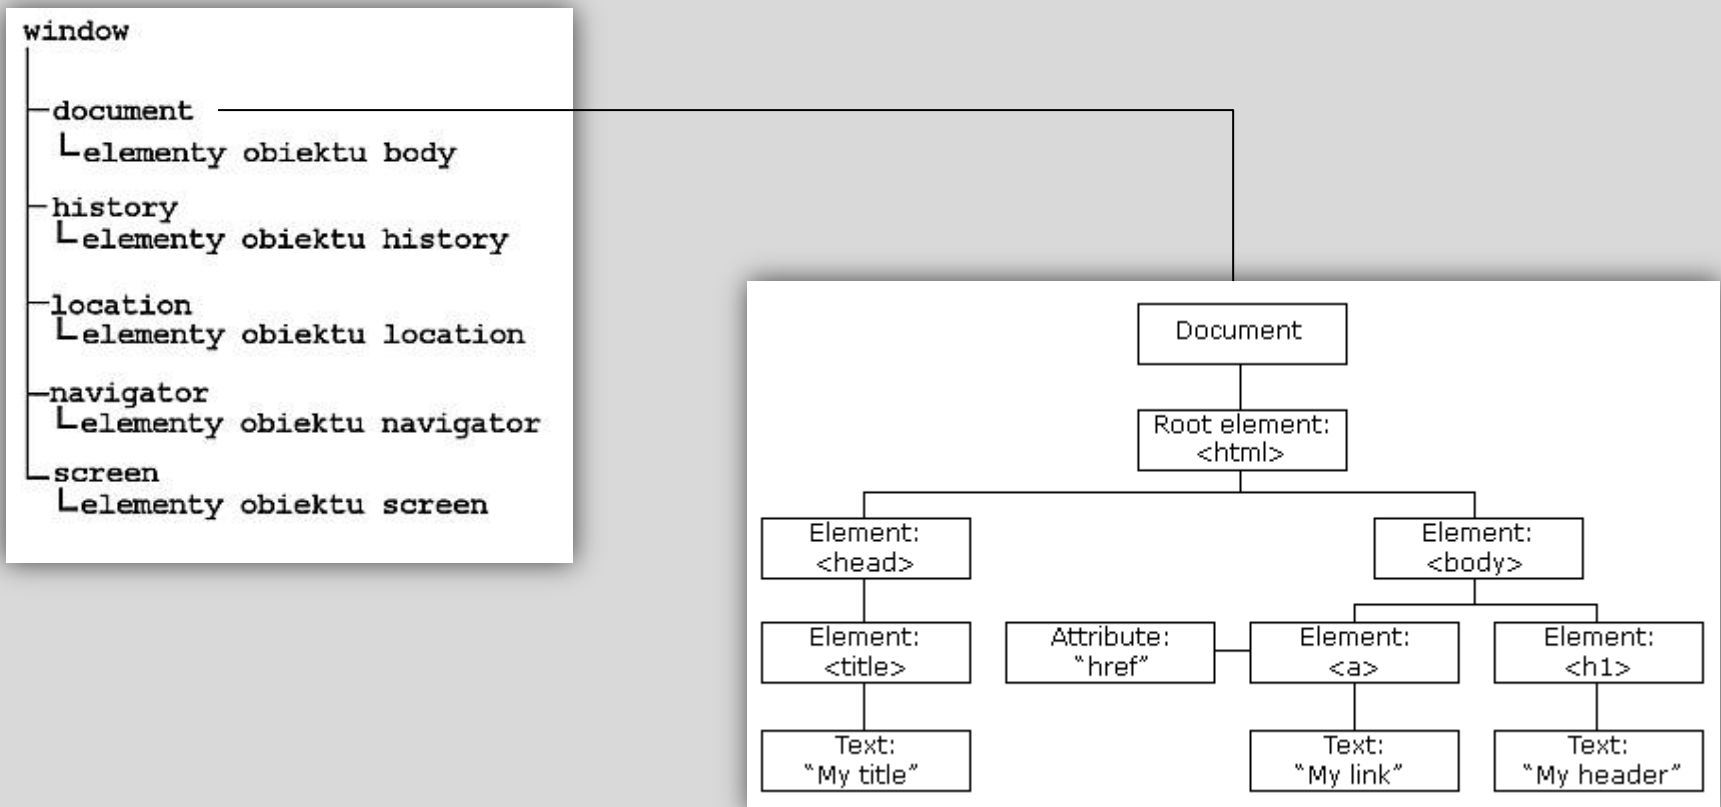 window
document
elementy obiektu body
history
elementy obiektu history
location
elementy obiektu location
navigator
elementy obiektu navigator
screen
elementy obiektu screen
Document
Root element:
<html>
Element:
<head>
Element:
<body>
Element:
<title>
Attribute:
“href”
Element:
<a>
Element:
<h1>
Text:
“My title”
Text:
“My link”
Text:
“My header”